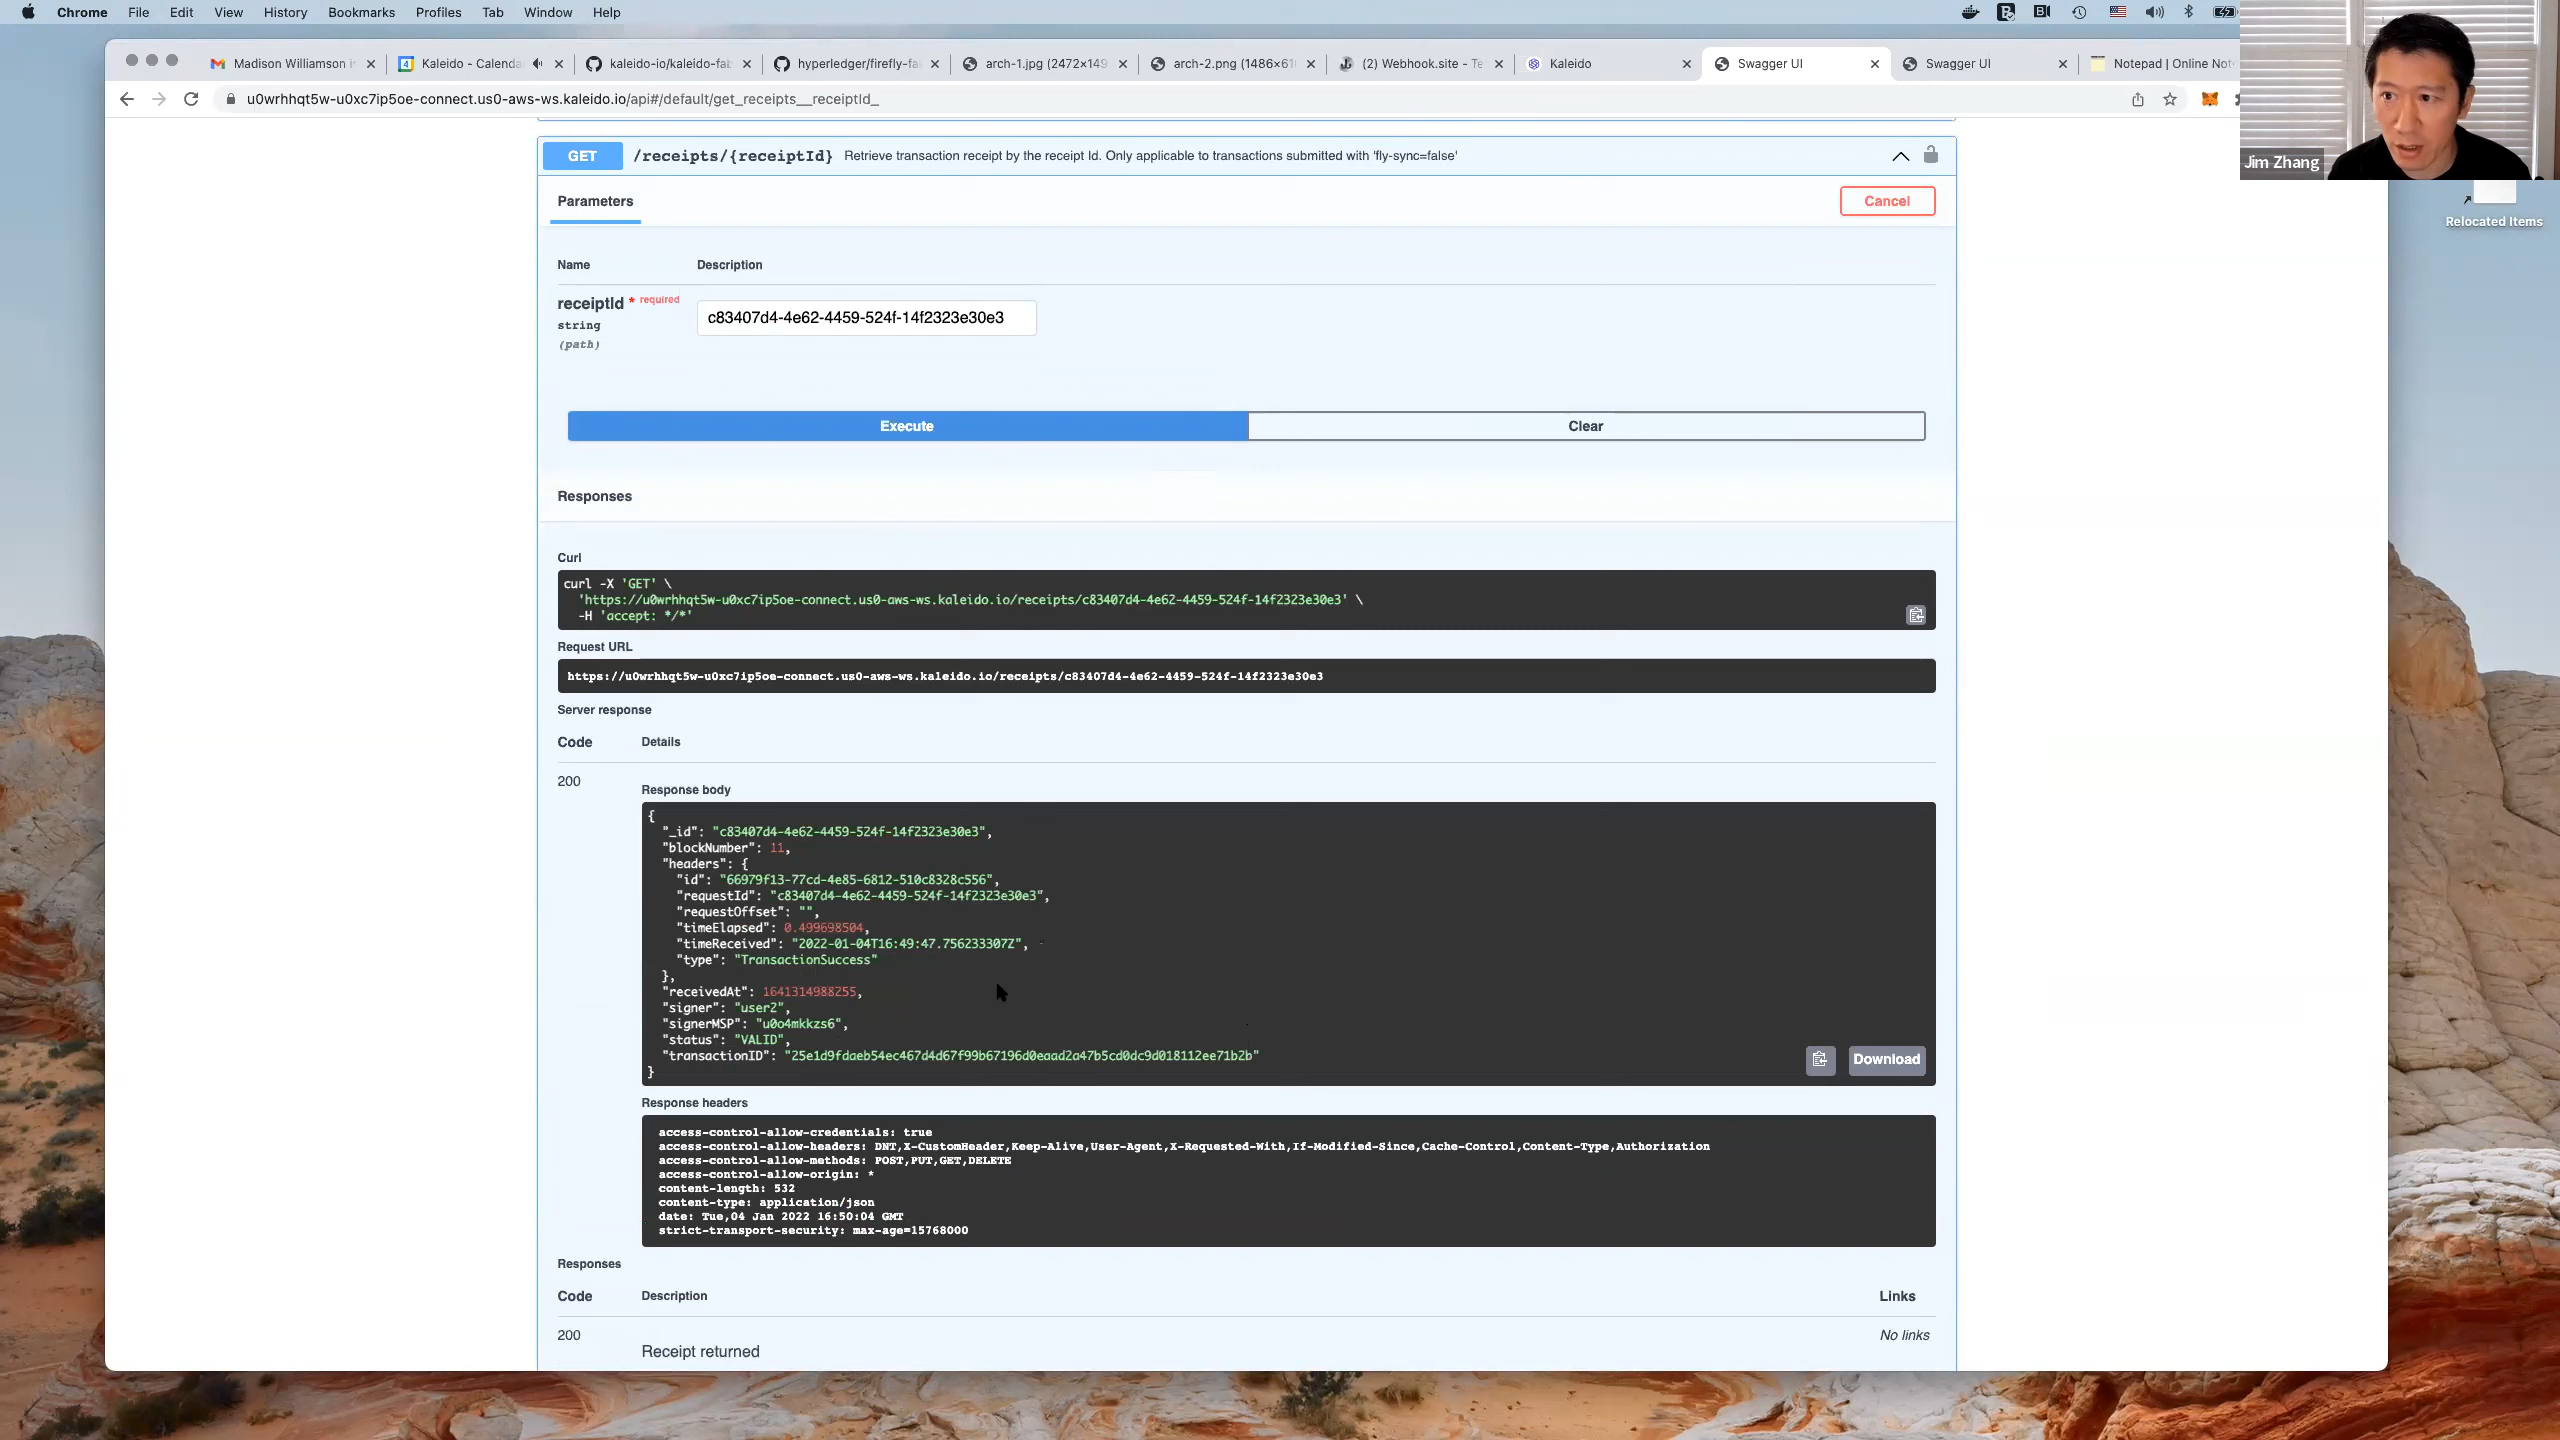 Chrome File Edit View History Bookmarks Profiles Tab Window Help
Madison Williamson i
Kaleido - Calenda
kaleido-io/kaleido-fab
hyperledger/firefly-fa
arch-1.jpg (2472×149
arch-2.png (1486×61
(2) Webhook.site - Te
Kaleido
Swagger UI
Swagger UI
Notepad | Online Not
u0wrhhqt5w-u0xc7ip5oe-connect.us0-aws-ws.kaleido.io/api#/default/get_receipts__receiptId_
Jim Zhang
Relocated Items
GET /receipts/{receiptId} Retrieve transaction receipt by the receipt Id. Only applicable to transactions submitted with 'fly-sync=false'
Parameters
Cancel
Name Description
receiptId * required
string
(path)
c83407d4-4e62-4459-524f-14f2323e30e3
Execute
Clear
Responses
Curl
curl -X 'GET' \
'https://u0wrhhqt5w-u0xc7ip5oe-connect.us0-aws-ws.kaleido.io/receipts/c83407d4-4e62-4459-524f-14f2323e30e3' \
-H 'accept: */*'
Request URL
https://u0wrhhqt5w-u0xc7ip5oe-connect.us0-aws-ws.kaleido.io/receipts/c83407d4-4e62-4459-524f-14f2323e30e3
Server response
Code Details
200
Response body
{
"_id": "c83407d4-4e62-4459-524f-14f2323e30e3",
"blockNumber": 11,
"headers": {
"id": "66979f13-77cd-4e85-6812-510c8328c556",
"requestId": "c83407d4-4e62-4459-524f-14f2323e30e3",
"requestOffset": "",
"timeElapsed": 0.499698504,
"timeReceived": "2022-01-04T16:49:47.756233307Z",
"type": "TransactionSuccess"
},
"receivedAt": 1641314988255,
"signer": "user2",
"signerMSP": "u0o4mkkzs6",
"status": "VALID",
"transactionID": "25e1d9fdaeb54ec467d4d67f99b67196d0eaad2a47b5cd0dc9d018112ee71b2b"
}
Download
Response headers
access-control-allow-credentials: true
access-control-allow-headers: DNT,X-CustomHeader,Keep-Alive,User-Agent,X-Requested-With,If-Modified-Since,Cache-Control,Content-Type,Authorization
access-control-allow-methods: POST,PUT,GET,DELETE
access-control-allow-origin: *
content-length: 532
content-type: application/json
date: Tue,04 Jan 2022 16:50:04 GMT
strict-transport-security: max-age=15768000
Responses
Code Description Links
200
Receipt returned
No links